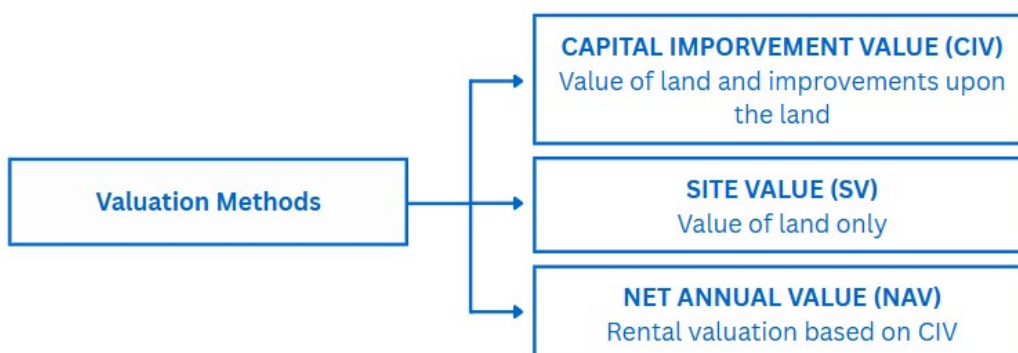 CAPITAL IMPORVEMENT VALUE (CIV)
Value of land and improvements upon
the land
Valuation Methods
SITE VALUE (SV)
Value of land only
NET ANNUAL VALUE (NAV)
Rental valuation based on CIV